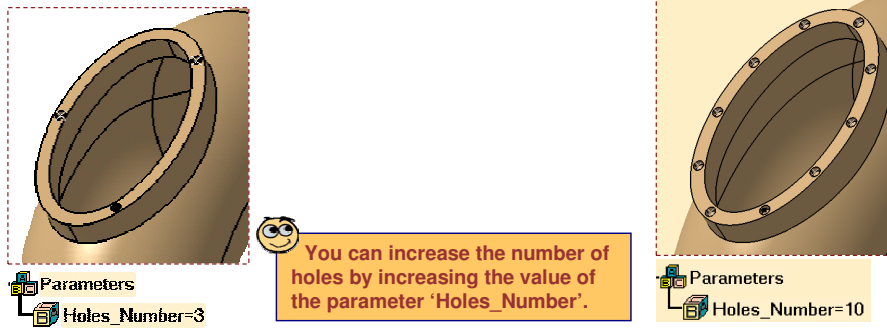 Parameters
Holes_Number=3
You can increase the number of
holes by increasing the value of
the parameter ‘Holes_Number’.
Parameters
Holes_Number=10